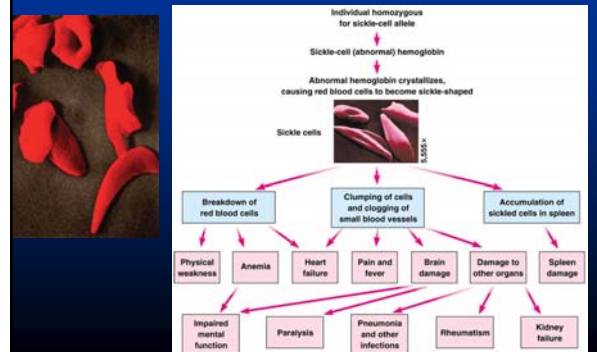 Individual homozygous
for sickle-cell allele
Sickle-cell (abnormal) hemoglobin
Abnormal hemoglobin crystallizes,
causing red blood cells to become sickle-shaped
Sickle cells
5,555×
Breakdown of
red blood cells
Clumping of cells
and clogging of
small blood vessels
Accumulation of
sickled cells in spleen
Physical
weakness
Anemia
Heart
failure
Pain and
fever
Brain
damage
Damage to
other organs
Spleen
damage
Impaired
mental
function
Paralysis
Pneumonia
and other
infections
Rheumatism
Kidney
failure